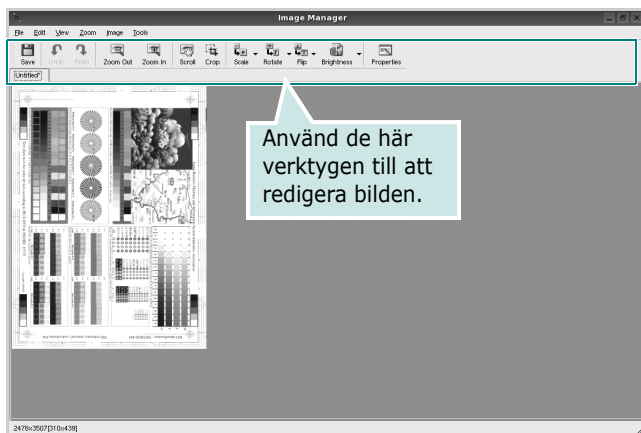 Image Manager
File Edit View Zoom Image Tools
Save Undo Redo Zoom Out Zoom In Scroll Crop Scale Rotate Flip Brightness Properties
Untitled*
Använd de här
verktygen till att
redigera bilden.
2478x3507[310x439]